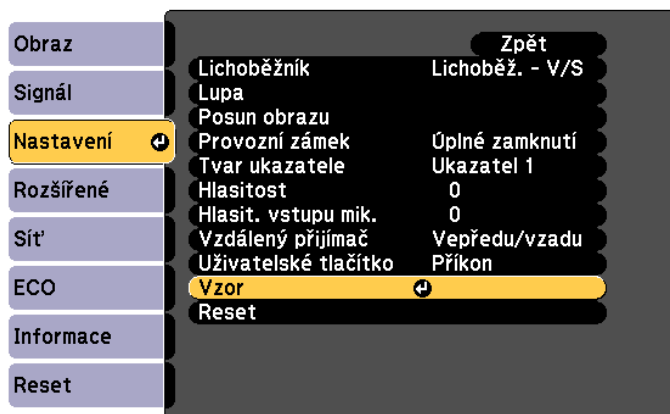 Obraz
Signál
Nastavení
Rozšířené
Síť
ECO
Informace
Reset
Zpět
Lichoběžník Lichoběž. - V/S
Lupa
Posun obrazu
Provozní zámek Úplné zamknutí
Tvar ukazatele Ukazatel 1
Hlasitost 0
Hlasit. vstupu mik. 0
Vzdálený přijímač Vepředu/vzadu
Uživatelské tlačítko Příkon
Vzor
Reset